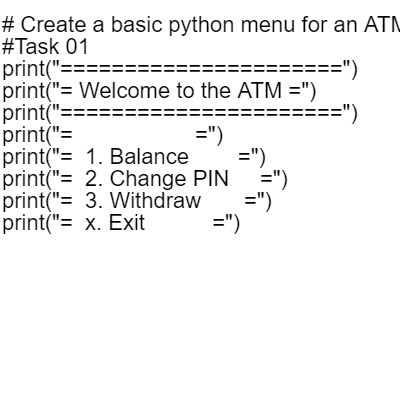 # Create a basic python menu for an ATM
#Task 01
print("======================")
print("= Welcome to the ATM =")
print("======================")
print("=                    =")
print("=  1. Balance        =")
print("=  2. Change PIN     =")
print("=  3. Withdraw       =")
print("=  x. Exit           =")